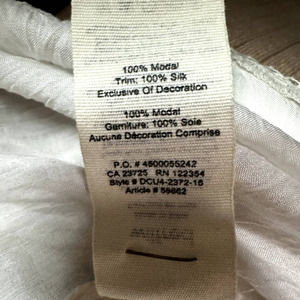 100% Modal
Trim: 100% Silk
Exclusive Of Decoration
100% Modal
Garniture: 100% Soie
Aucune Décoration Comprise
P.O. # 4500055242
CA 23725 RN 122354
Style # DCU4-2372-16
Article # 59662